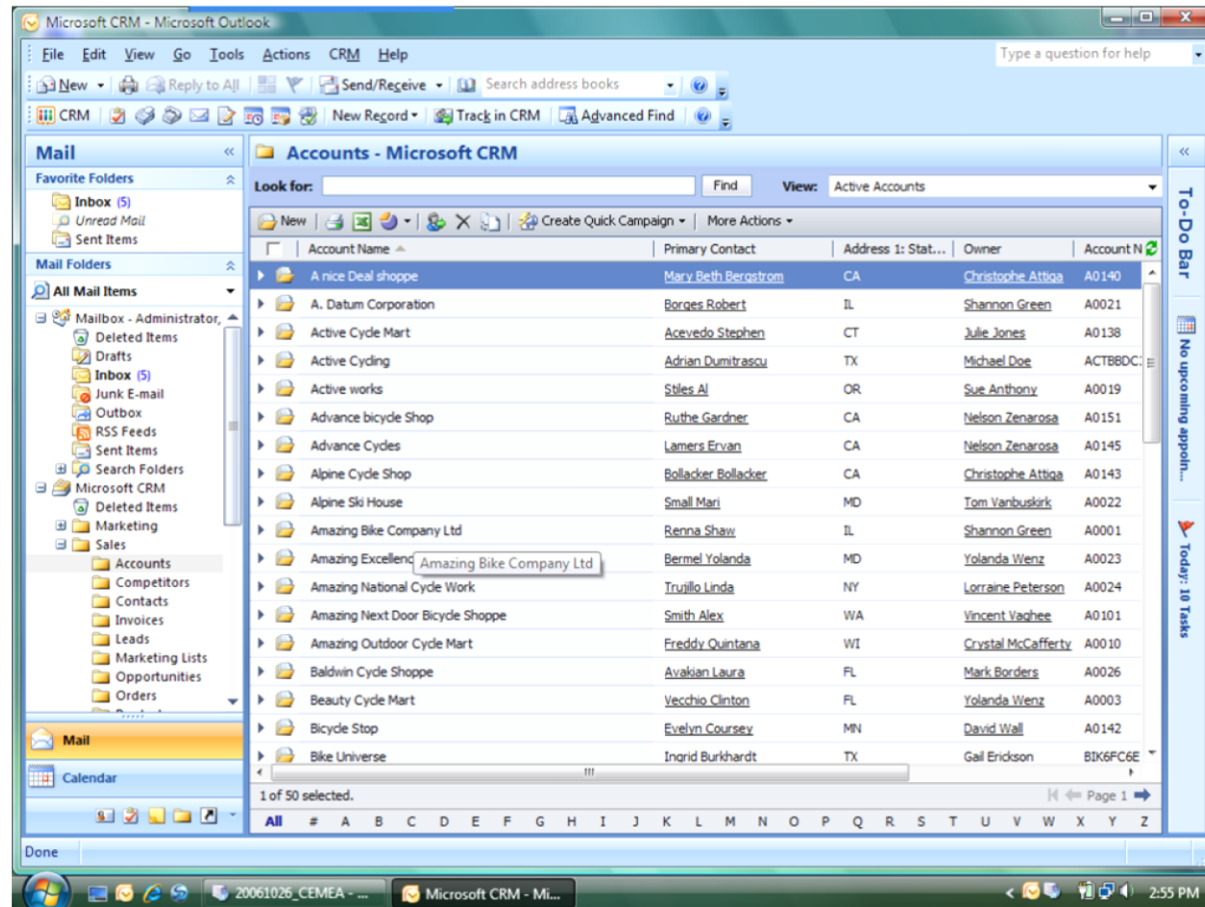 Microsoft CRM - Microsoft Outlook
File Edit View Go Tools Actions CRM Help
Type a question for help
New Reply to All Send/Receive Search address books
CRM New Record Track in CRM Advanced Find
Mail
Favorite Folders
Inbox (5)
Unread Mail
Sent Items
Mail Folders
All Mail Items
Mailbox - Administrator,
Deleted Items
Drafts
Inbox (5)
Junk E-mail
Outbox
RSS Feeds
Sent Items
Search Folders
Microsoft CRM
Deleted Items
Marketing
Sales
Accounts
Competitors
Contacts
Invoices
Leads
Marketing Lists
Opportunities
Orders
Mail
Calendar
Accounts - Microsoft CRM
Look for: Find View: Active Accounts
New Create Quick Campaign More Actions
Account Name Primary Contact Address 1: Stat... Owner Account N
A nice Deal shoppe Mary Beth Bergstrom CA Christophe Attiga A0140
A. Datum Corporation Borges Robert IL Shannon Green A0021
Active Cycle Mart Acevedo Stephen CT Julie Jones A0138
Active Cycling Adrian Dumitrascu TX Michael Doe ACTBBDC
Active works Stiles Al OR Sue Anthony A0019
Advance bicycle Shop Ruthe Gardner CA Nelson Zenarosa A0151
Advance Cycles Lamers Ervan CA Nelson Zenarosa A0145
Alpine Cycle Shop Bollacker Bollacker CA Christophe Attiga A0143
Alpine Ski House Small Mari MD Tom Vanbuskirk A0022
Amazing Bike Company Ltd Renna Shaw IL Shannon Green A0001
Amazing Excellenc Bermel Yolanda MD Yolanda Wenz A0023
Amazing Bike Company Ltd
Amazing National Cycle Work Trujillo Linda NY Lorraine Peterson A0024
Amazing Next Door Bicycle Shoppe Smith Alex WA Vincent Vaghee A0101
Amazing Outdoor Cycle Mart Freddy Quintana WI Crystal McCafferty A0010
Baldwin Cycle Shoppe Avakian Laura FL Mark Borders A0026
Beauty Cycle Mart Vecchio Clinton FL Yolanda Wenz A0003
Bicycle Stop Evelyn Coursey MN David Wall A0142
Bike Universe Ingrid Burkhardt TX Gail Erickson BIK6FC6E
1 of 50 selected. Page 1
All # A B C D E F G H I J K L M N O P Q R S T U V W X Y Z
To-Do Bar
No upcoming appoin...
Today: 10 Tasks
Done
20061026_CEMEA - ... Microsoft CRM - Mi... 2:55 PM